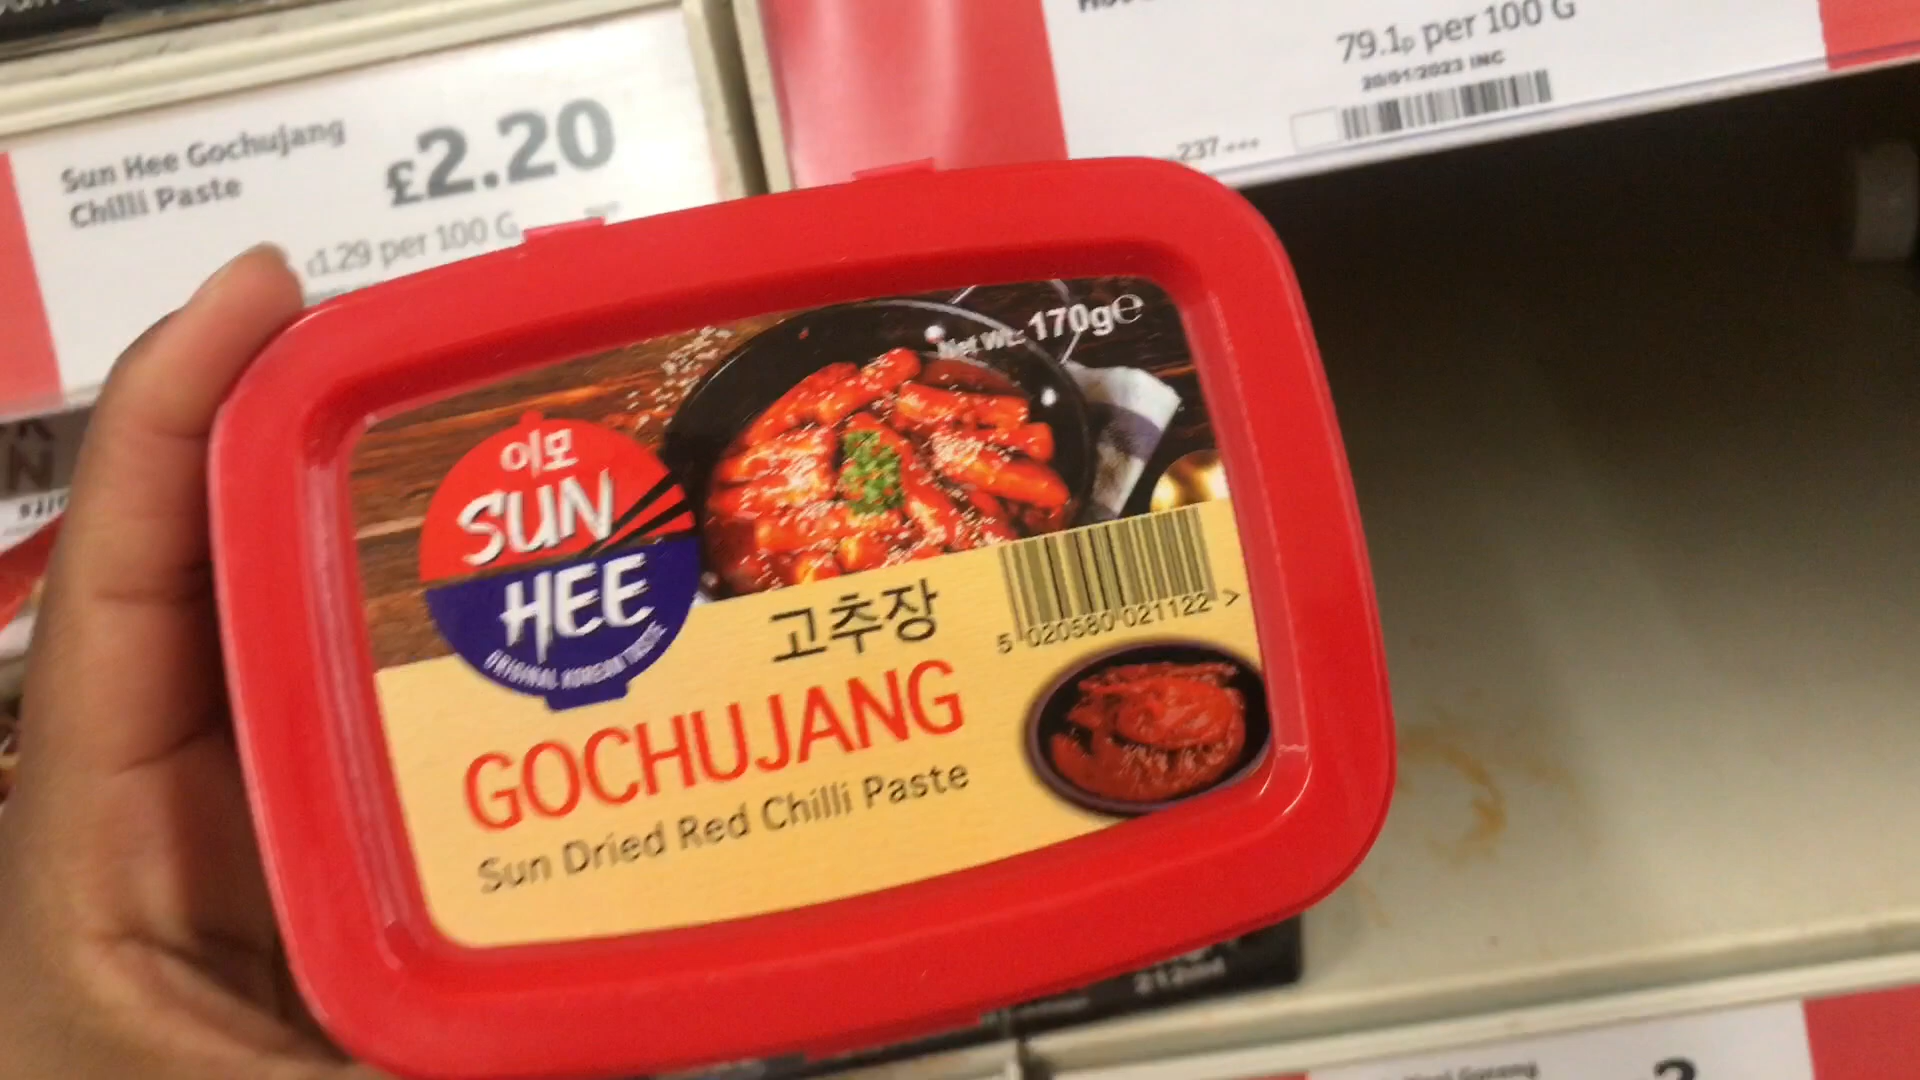 Sun Hee Gochujang
Chilli Paste
£2.20
£1.29 per 100 G
79.1p per 100 G
20/01/2023 INC
237
Net Wt.: 170g℮
이모
SUN
HEE
ORIGINAL KOREAN TASTE
고추장
5 020580 021122 >
GOCHUJANG
Sun Dried Red Chilli Paste
212ml